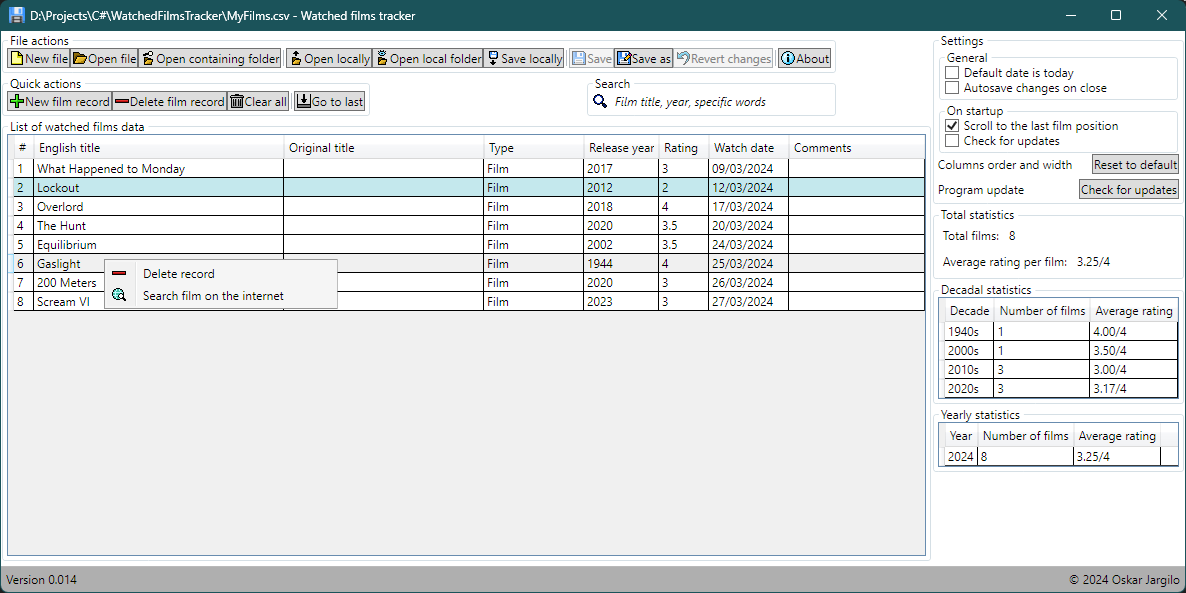 D:\Projects\C#\WatchedFilmsTracker\MyFilms.csv - Watched films tracker
File actions
New file Open file Open containing folder Open locally Open local folder Save locally Save Save as Revert changes About
Quick actions
New film record Delete film record Clear all Go to last
Search
Film title, year, specific words
List of watched films data
# English title Original title Type Release year Rating Watch date Comments
1 What Happened to Monday Film 2017 3 09/03/2024
2 Lockout Film 2012 2 12/03/2024
3 Overlord Film 2018 4 17/03/2024
4 The Hunt Film 2020 3.5 20/03/2024
5 Equilibrium Film 2002 3.5 24/03/2024
6 Gaslight Film 1944 4 25/03/2024
7 200 Meters Film 2020 3 26/03/2024
8 Scream VI Film 2023 3 27/03/2024
Delete record
Search film on the internet
Settings
General
Default date is today
Autosave changes on close
On startup
Scroll to the last film position
Check for updates
Columns order and width Reset to default
Program update Check for updates
Total statistics
Total films: 8
Average rating per film: 3.25/4
Decadal statistics
Decade Number of films Average rating
1940s 1 4.00/4
2000s 1 3.50/4
2010s 3 3.00/4
2020s 3 3.17/4
Yearly statistics
Year Number of films Average rating
2024 8 3.25/4
Version 0.014
© 2024 Oskar Jargilo